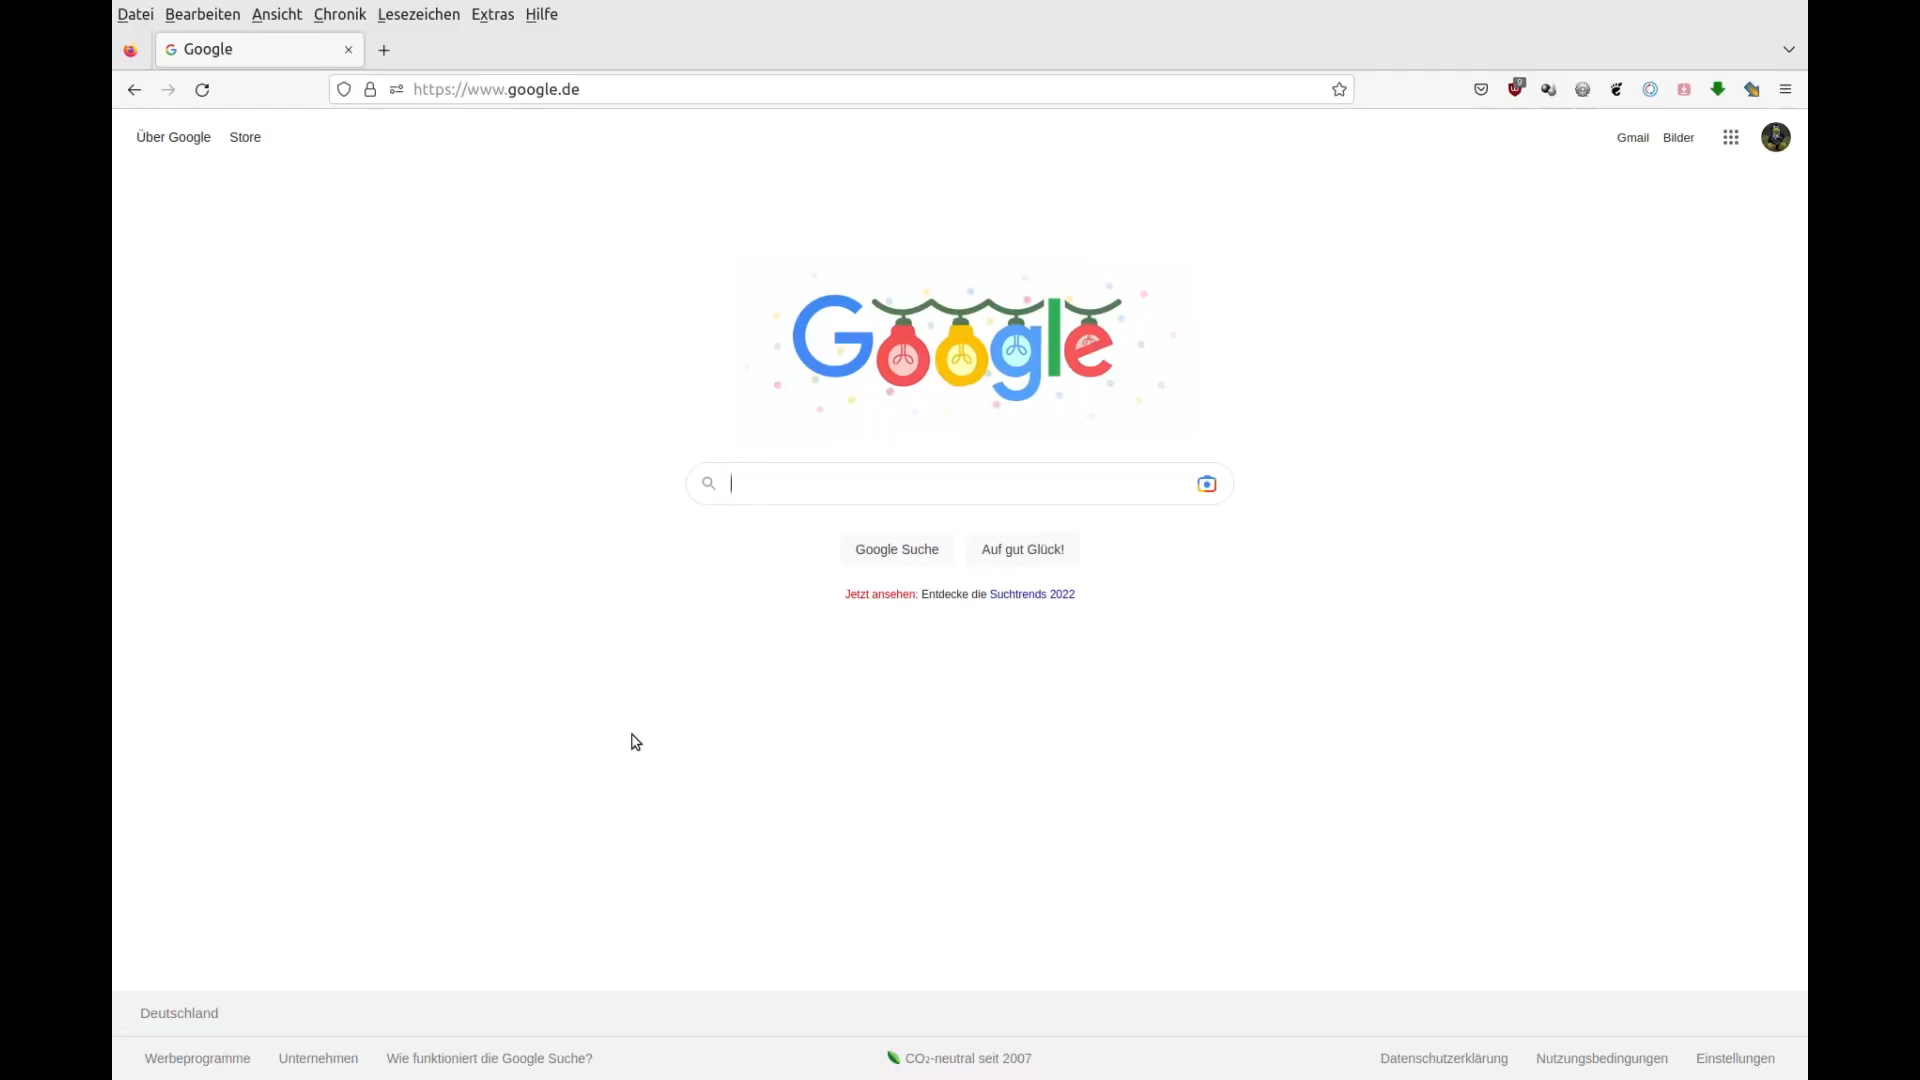 Datei Bearbeiten Ansicht Chronik Lesezeichen Extras Hilfe
Google
https://www.google.de
9
Über Google Store
Gmail Bilder
Google
Google Suche Auf gut Glück!
Jetzt ansehen: Entdecke die Suchtrends 2022
Deutschland
Werbeprogramme Unternehmen Wie funktioniert die Google Suche? CO₂-neutral seit 2007 Datenschutzerklärung Nutzungsbedingungen Einstellungen